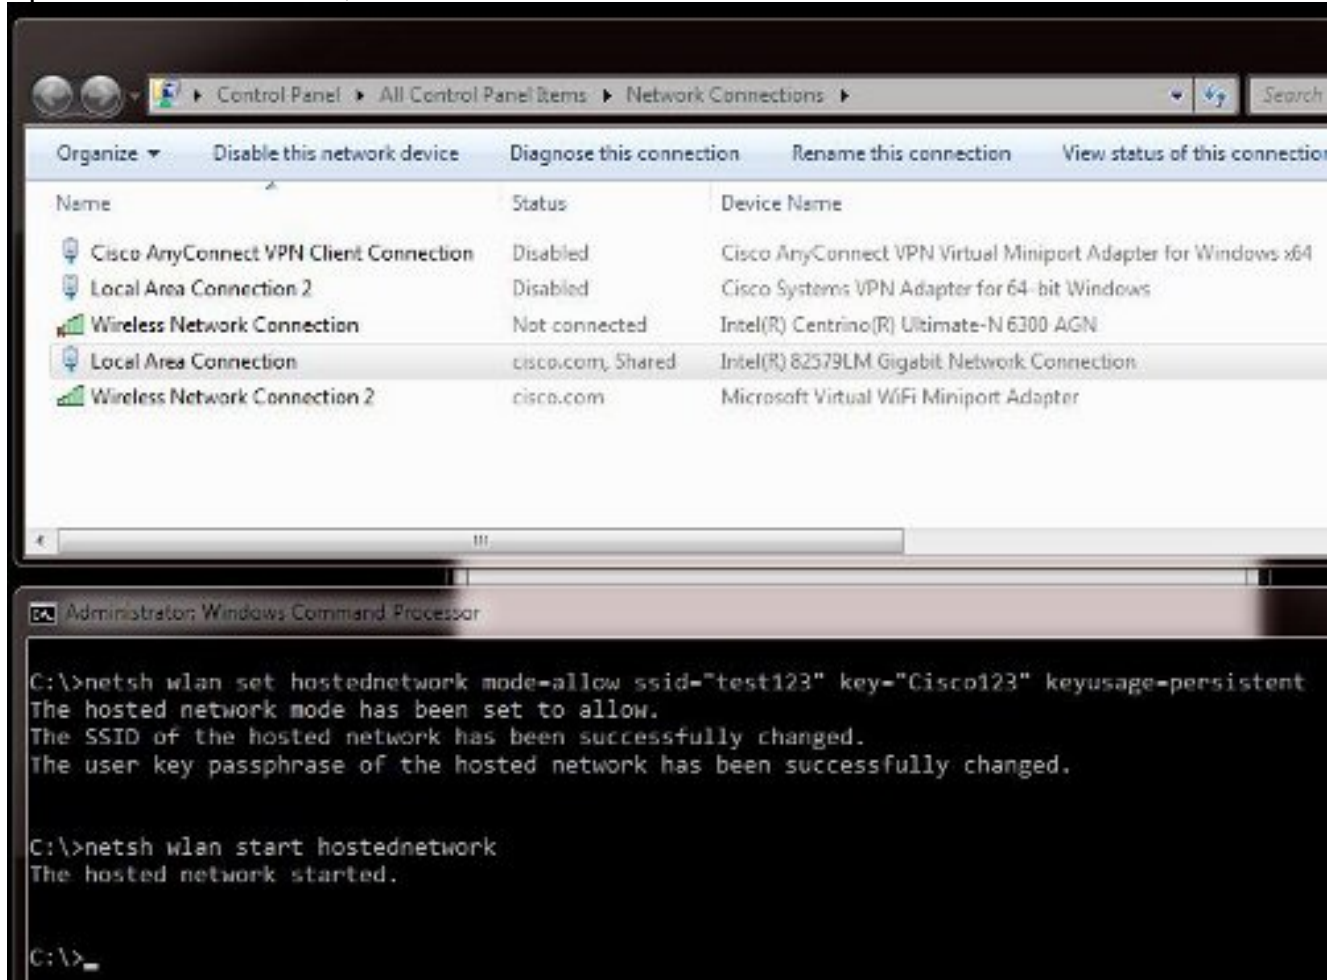 Control Panel ▸ All Control Panel Items ▸ Network Connections ▸ Search
Organize ▾ Disable this network device Diagnose this connection Rename this connection View status of this connection
Name Status Device Name
Cisco AnyConnect VPN Client Connection Disabled Cisco AnyConnect VPN Virtual Miniport Adapter for Windows x64
Local Area Connection 2 Disabled Cisco Systems VPN Adapter for 64-bit Windows
Wireless Network Connection Not connected Intel(R) Centrino(R) Ultimate-N 6300 AGN
Local Area Connection cisco.com, Shared Intel(R) 82579LM Gigabit Network Connection
Wireless Network Connection 2 cisco.com Microsoft Virtual WiFi Miniport Adapter
Administrator: Windows Command Processor
C:\>netsh wlan set hostednetwork mode=allow ssid="test123" key="Cisco123" keyusage=persistent
The hosted network mode has been set to allow.
The SSID of the hosted network has been successfully changed.
The user key passphrase of the hosted network has been successfully changed.
C:\>netsh wlan start hostednetwork
The hosted network started.
C:\>_